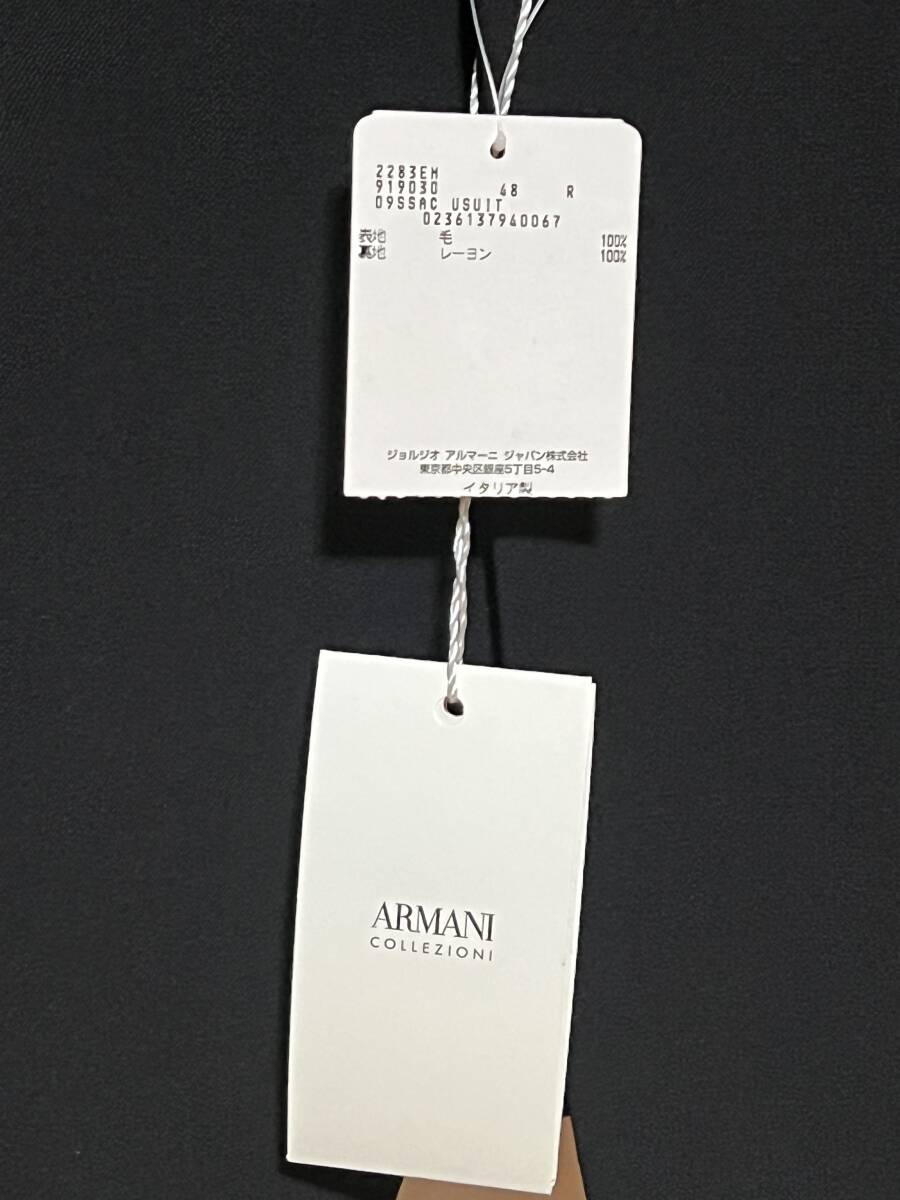 2283EM
919030 48 R
09SSAC USUIT
0236137940067
表地 毛 100%
裏地 レーヨン 100%
ジョルジオ アルマーニ ジャパン株式会社
東京都中央区銀座5丁目5-4
イタリア製
ARMANI
COLLEZIONI